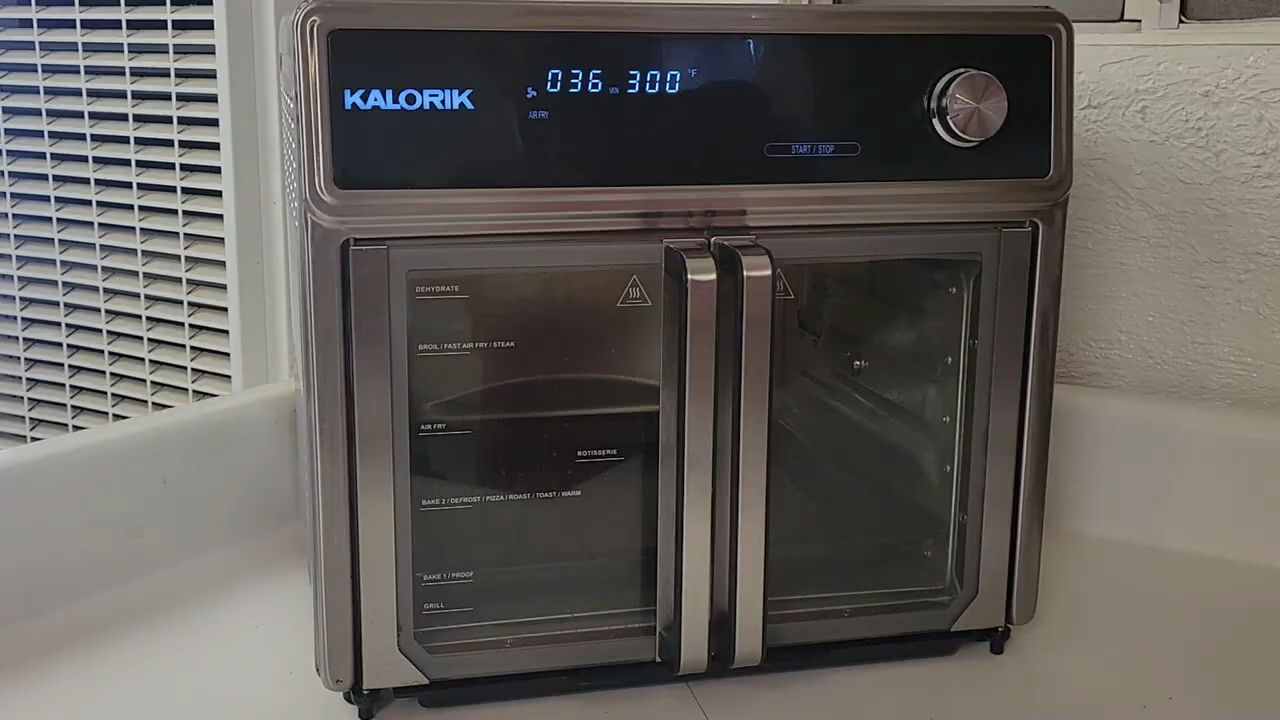 KALORIK
036 MIN 300 °F
AIR FRY
START / STOP
DEHYDRATE
BROIL / FAST AIR FRY / STEAK
AIR FRY
ROTISSERIE
BAKE 2 / DEFROST / PIZZA / ROAST / TOAST / WARM
BAKE 1 / PROOF
GRILL